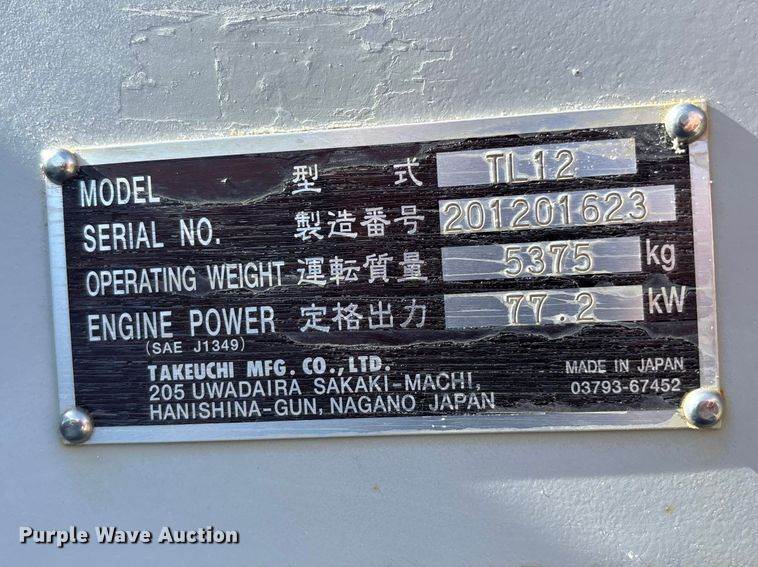 MODEL 型式 TL12
SERIAL NO. 製造番号 201201623
OPERATING WEIGHT 運転質量 5375 kg
ENGINE POWER 定格出力 77.2 kW
(SAE J1349)
TAKEUCHI MFG. CO.,LTD.
205 UWADAIRA SAKAKI-MACHI,
HANISHINA-GUN, NAGANO JAPAN
MADE IN JAPAN
03793-67452
Purple Wave Auction®